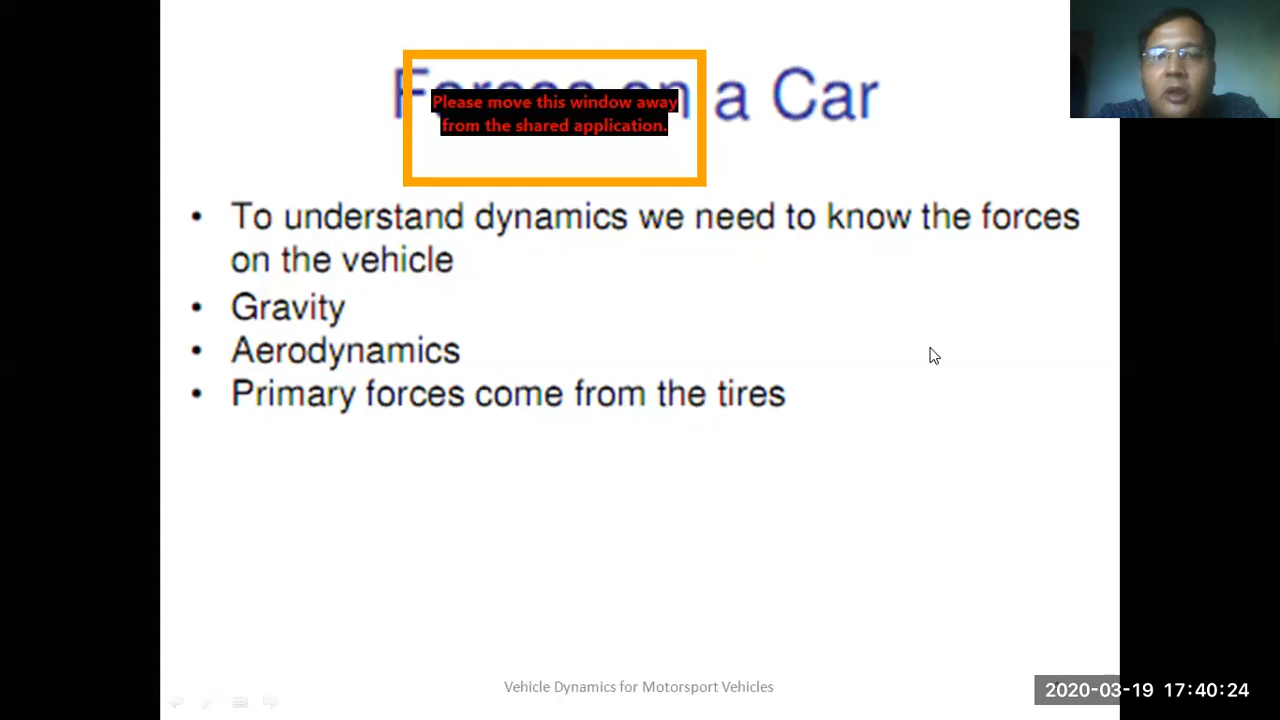 Forces on a Car
Please move this window away
from the shared application.
• To understand dynamics we need to know the forces
on the vehicle
• Gravity
• Aerodynamics
• Primary forces come from the tires
Vehicle Dynamics for Motorsport Vehicles
2020-03-19 17:40:24